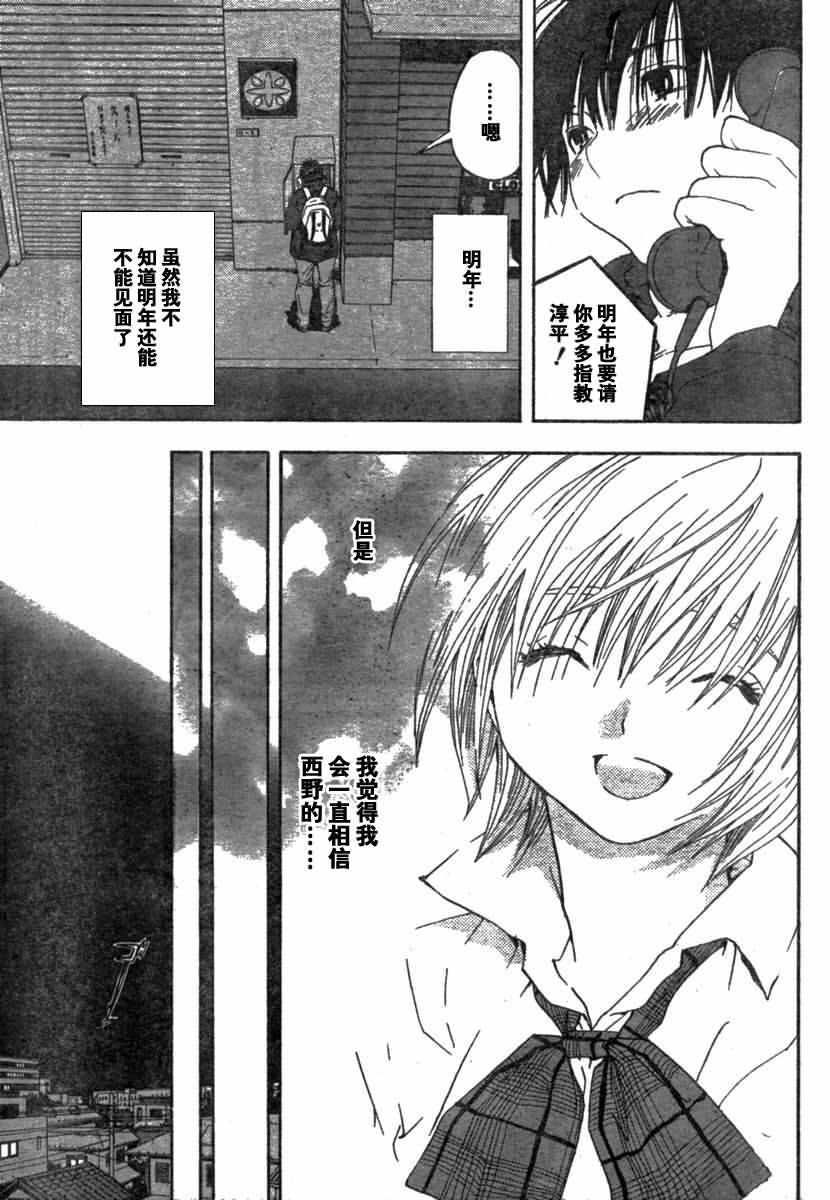 明年也要请
你多多指教
淳平！
……嗯
明年…
虽然我不
知道明年还能
不能见面了
但是
我觉得我
会一直相信
西野的……